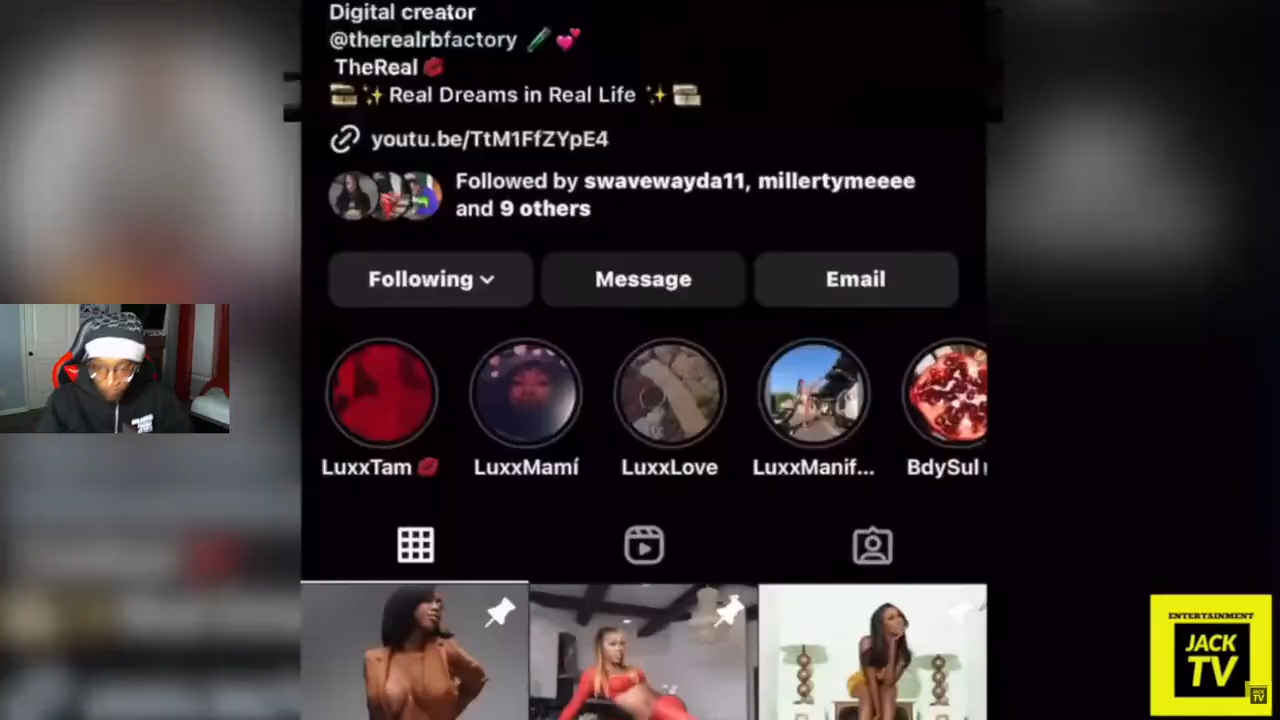 Digital creator
@therealrbfactory
TheReal
Real Dreams in Real Life
youtu.be/TtM1FfZYpE4
Followed by swavewayda11, millertymeeee
and 9 others
Following Message Email
LuxxTam LuxxMamí LuxxLove LuxxManif... BdySul
ENTERTAINMENT
JACK
TV